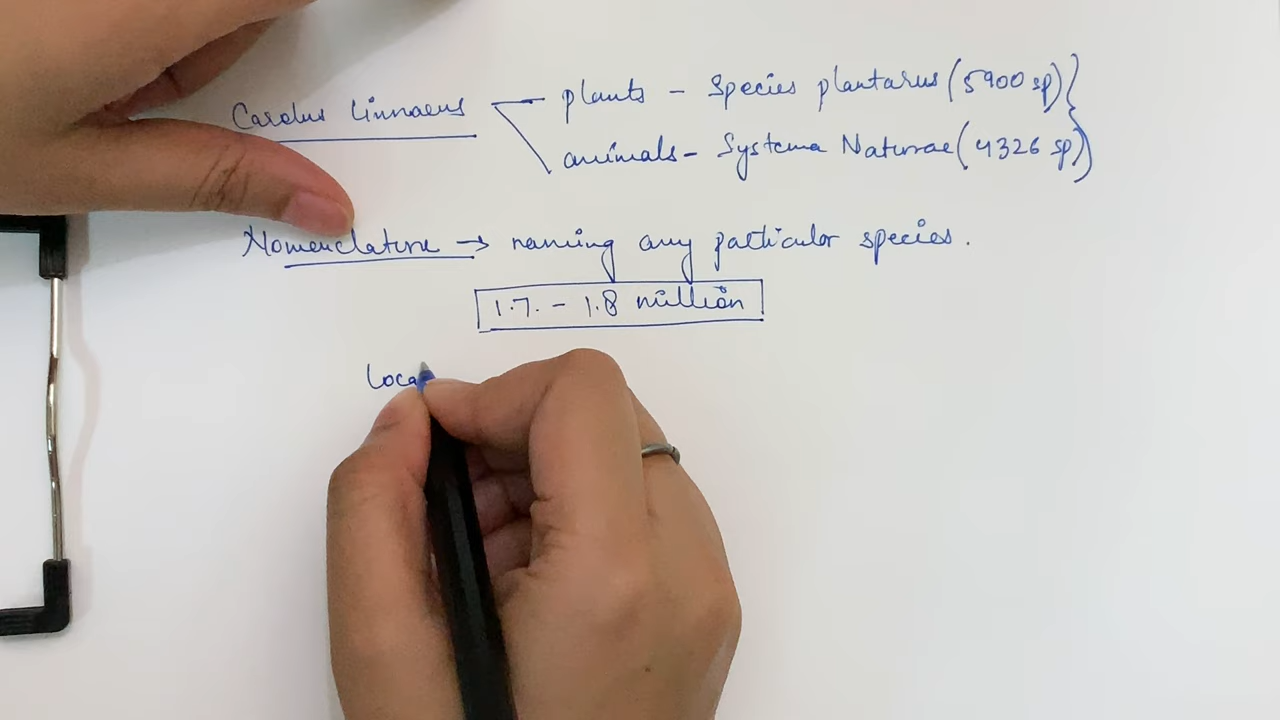 Carolus Linnaeus — plants - Species plantarus (5900 sp)
animals - Systema Naturae (4326 sp)
Nomenclature → naming any particular species.
1.7. - 1.8 million
Loca